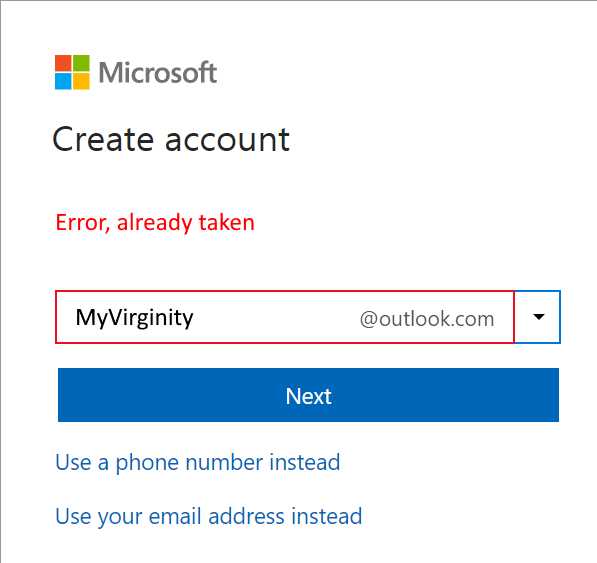 Microsoft
Create account
Error, already taken
MyVirginity @outlook.com
Next
Use a phone number instead
Use your email address instead